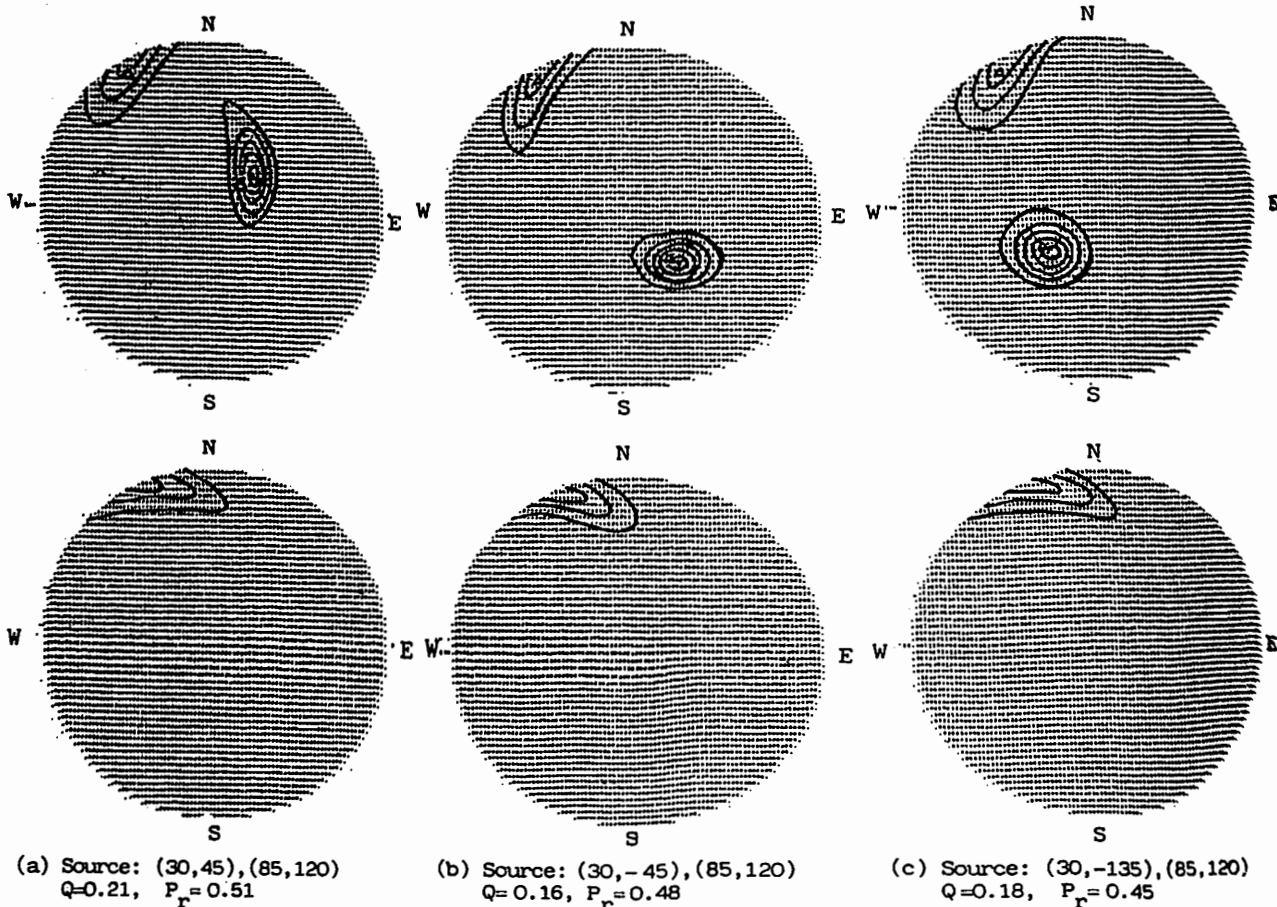 N
N
N
W
E
W
E
W
E
S
S
S
N
N
N
W
E
W
E
W
E
S
S
S
(a) Source: (30,45),(85,120)
Q=0.21, Pr=0.51
(b) Source: (30,-45),(85,120)
Q=0.16, Pr=0.48
(c) Source: (30,-135),(85,120)
Q=0.18, Pr=0.45